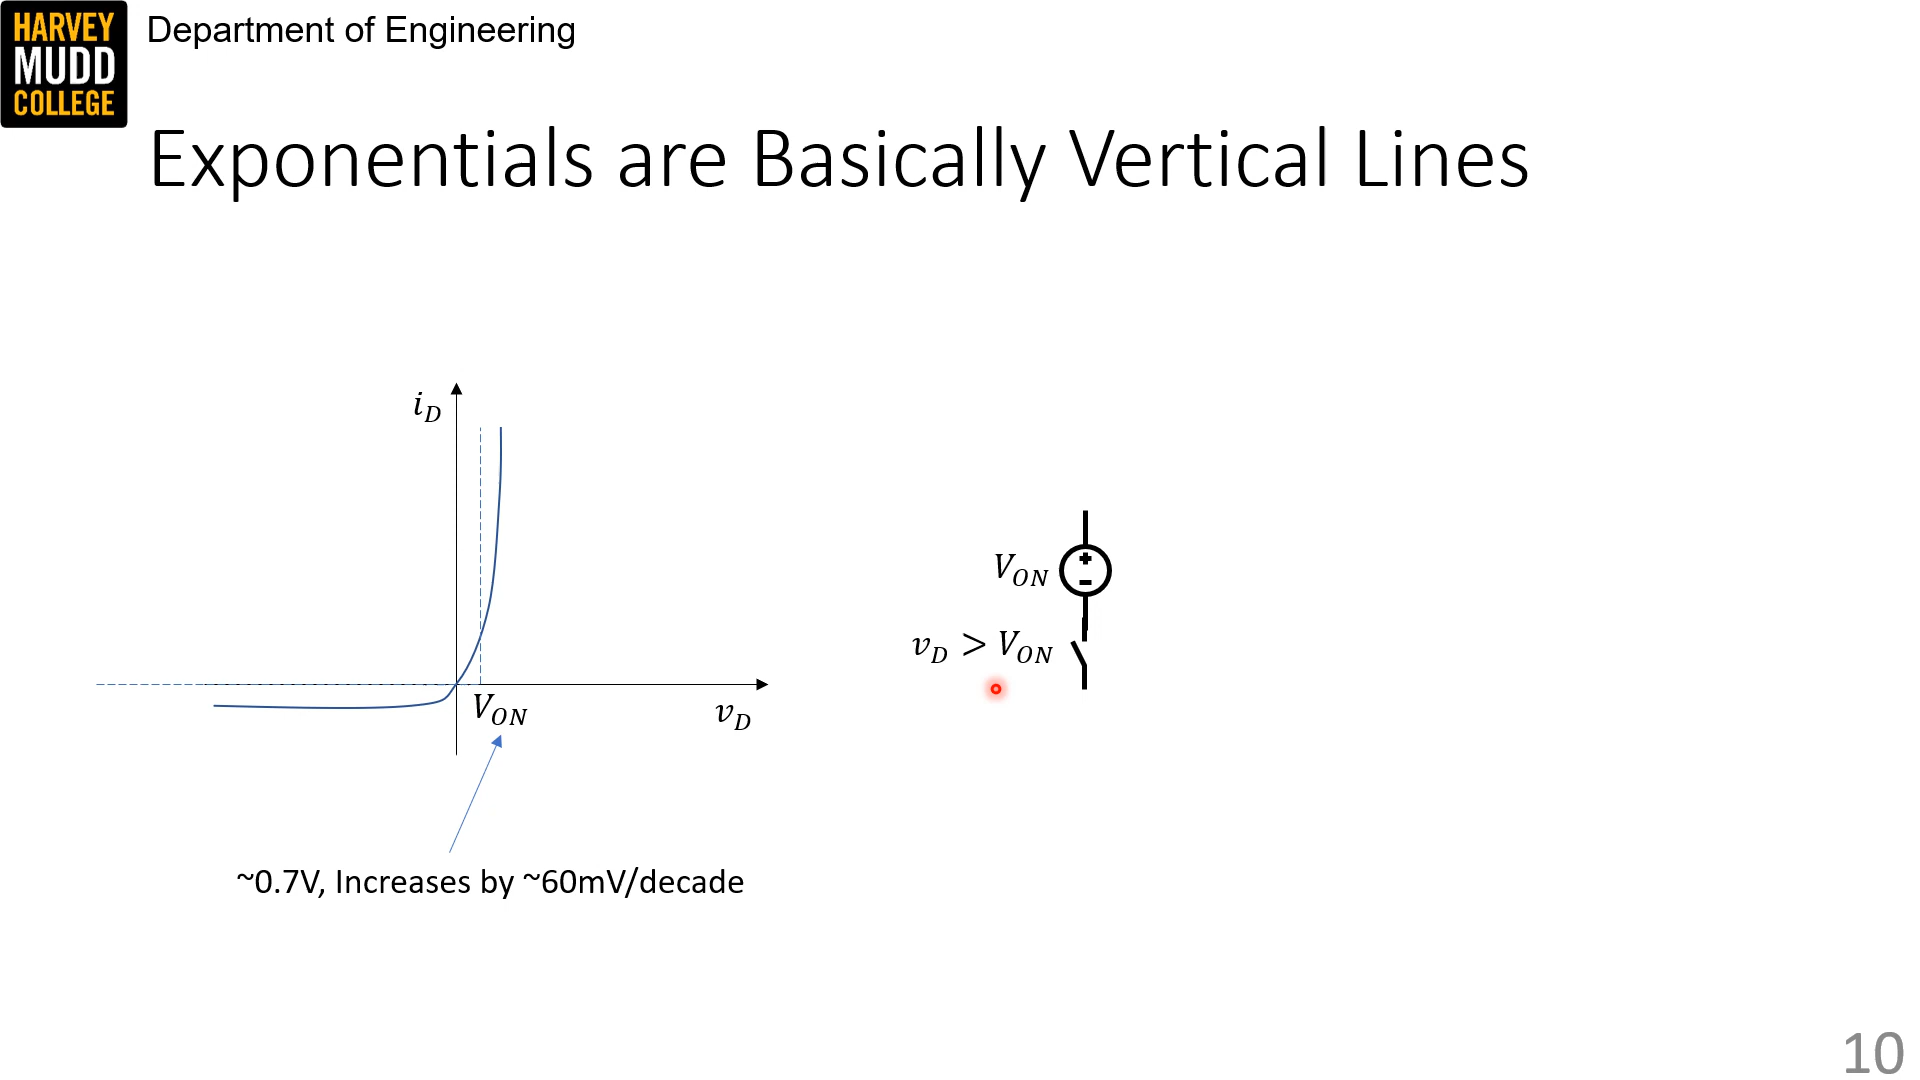 HARVEY
MUDD
COLLEGE
Department of Engineering
Exponentials are Basically Vertical Lines
i_D
V_ON
v_D
~0.7V, Increases by ~60mV/decade
V_ON
+
-
v_D > V_ON
10